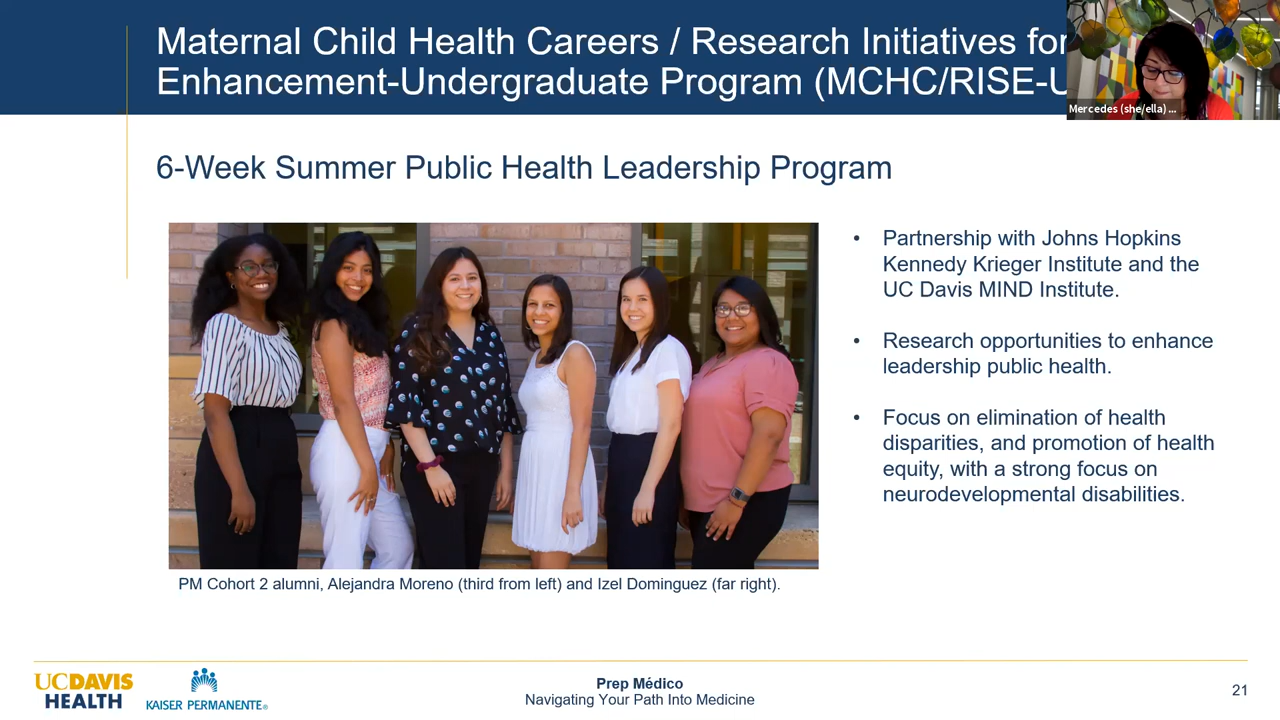 Maternal Child Health Careers / Research Initiatives for
Enhancement-Undergraduate Program (MCHC/RISE-U
Mercedes (she/ella) ...
6-Week Summer Public Health Leadership Program
• Partnership with Johns Hopkins
Kennedy Krieger Institute and the
UC Davis MIND Institute.
• Research opportunities to enhance
leadership public health.
• Focus on elimination of health
disparities, and promotion of health
equity, with a strong focus on
neurodevelopmental disabilities.
PM Cohort 2 alumni, Alejandra Moreno (third from left) and Izel Dominguez (far right).
UCDAVIS
HEALTH
KAISER PERMANENTE®
Prep Médico
Navigating Your Path Into Medicine
21